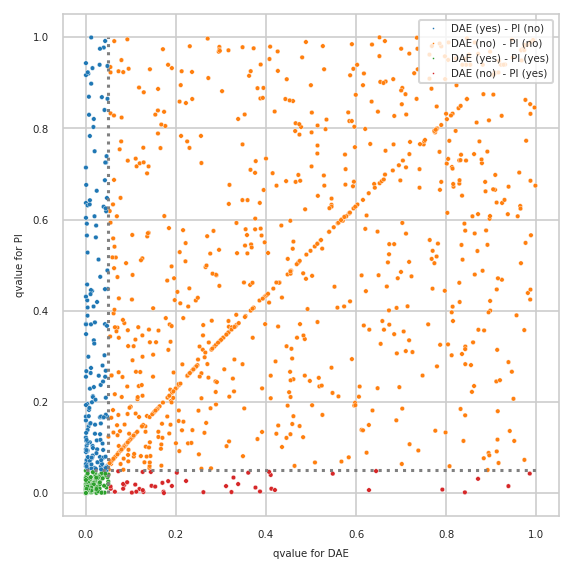 DAE (yes) - PI (no)
DAE (no) - PI (no)
DAE (yes) - PI (yes)
DAE (no) - PI (yes)
1.0
0.8
0.6
0.4
0.2
0.0
qvalue for PI
0.0 0.2 0.4 0.6 0.8 1.0
qvalue for DAE